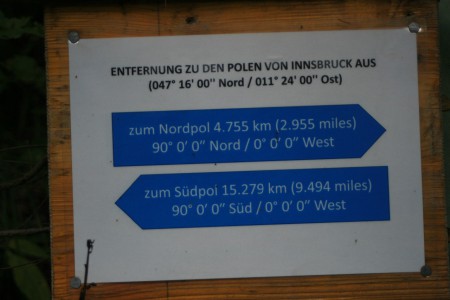 ENTFERNUNG ZU DEN POLEN VON INNSBRUCK AUS
(047° 16' 00'' Nord / 011° 24' 00'' Ost)
zum Nordpol 4.755 km (2.955 miles)
90° 0' 0'' Nord / 0° 0' 0'' West
zum Südpol 15.279 km (9.494 miles)
90° 0' 0'' Süd / 0° 0' 0'' West